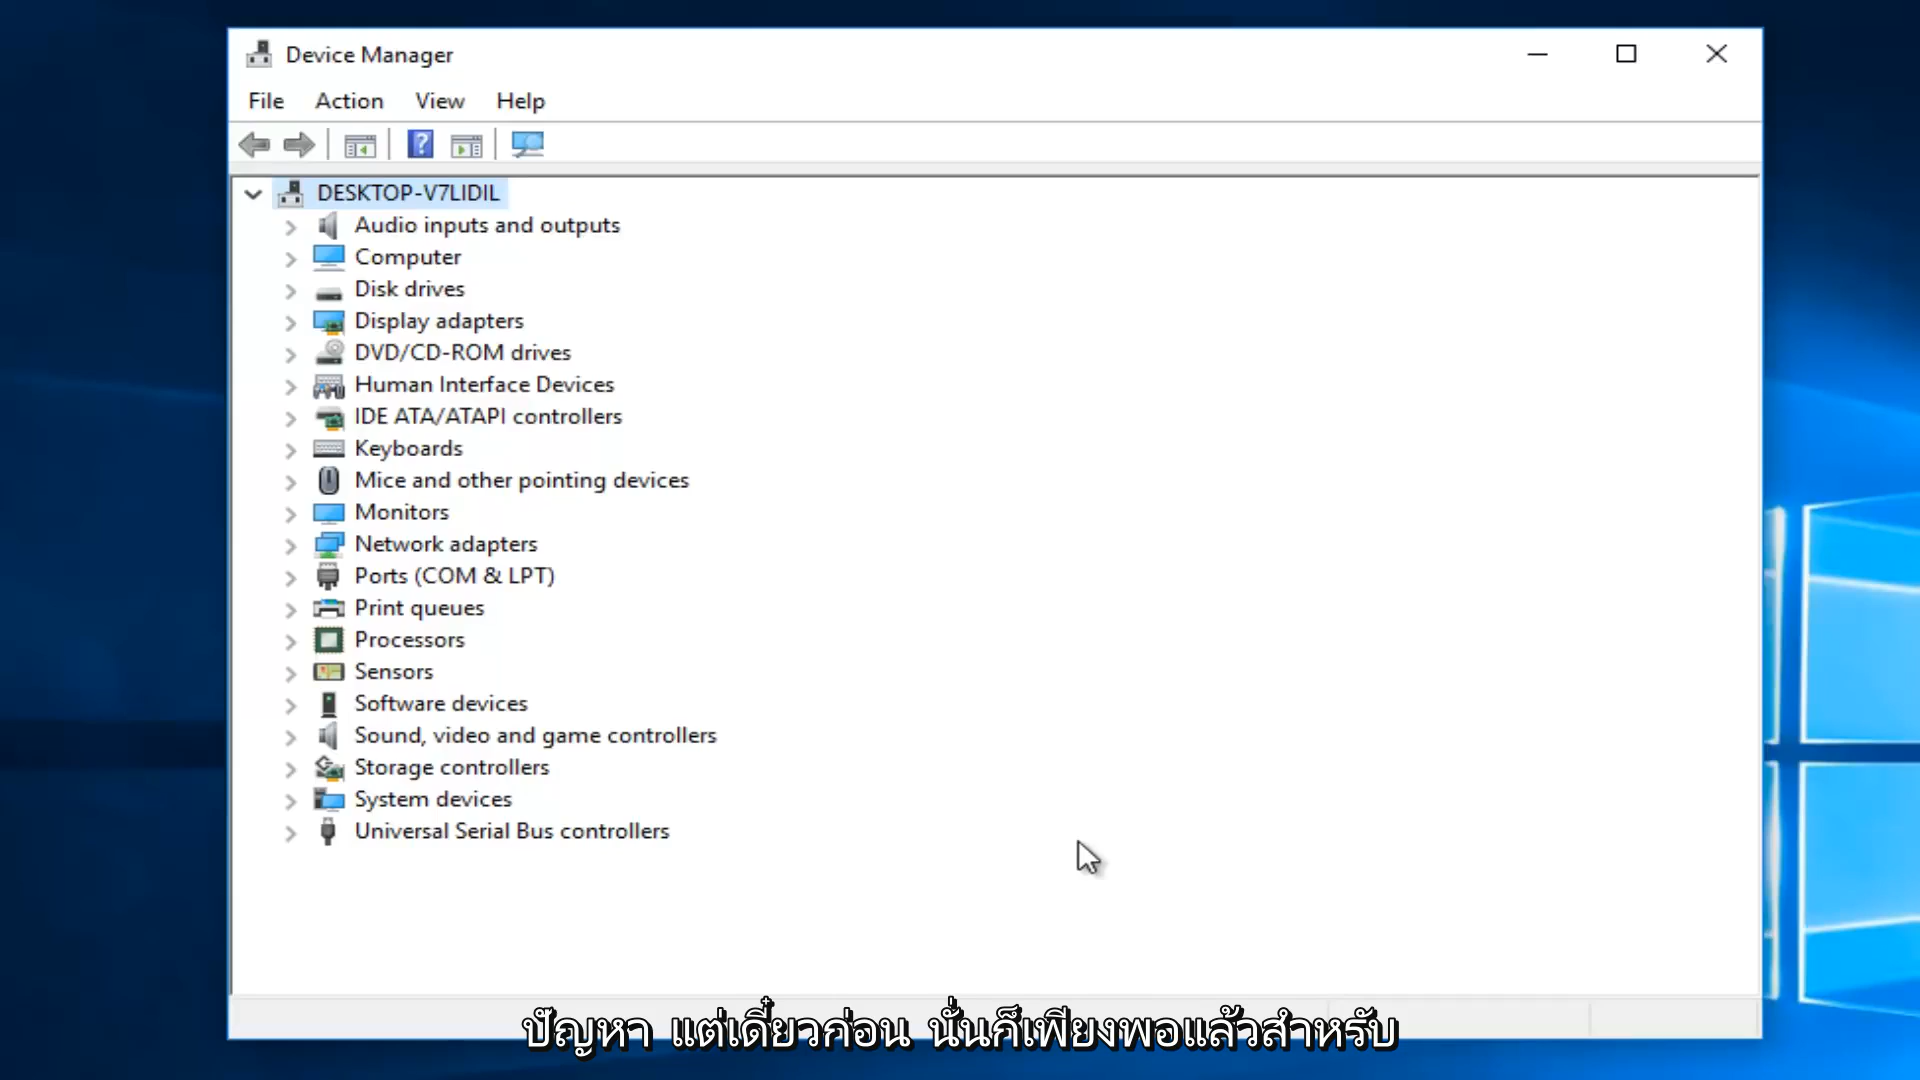 Device Manager
File Action View Help
DESKTOP-V7LIDIL
Audio inputs and outputs
Computer
Disk drives
Display adapters
DVD/CD-ROM drives
Human Interface Devices
IDE ATA/ATAPI controllers
Keyboards
Mice and other pointing devices
Monitors
Network adapters
Ports (COM & LPT)
Print queues
Processors
Sensors
Software devices
Sound, video and game controllers
Storage controllers
System devices
Universal Serial Bus controllers
ปัญหา แต่เดี๋ยวก่อน นั่นก็เพียงพอแล้วสำหรับ